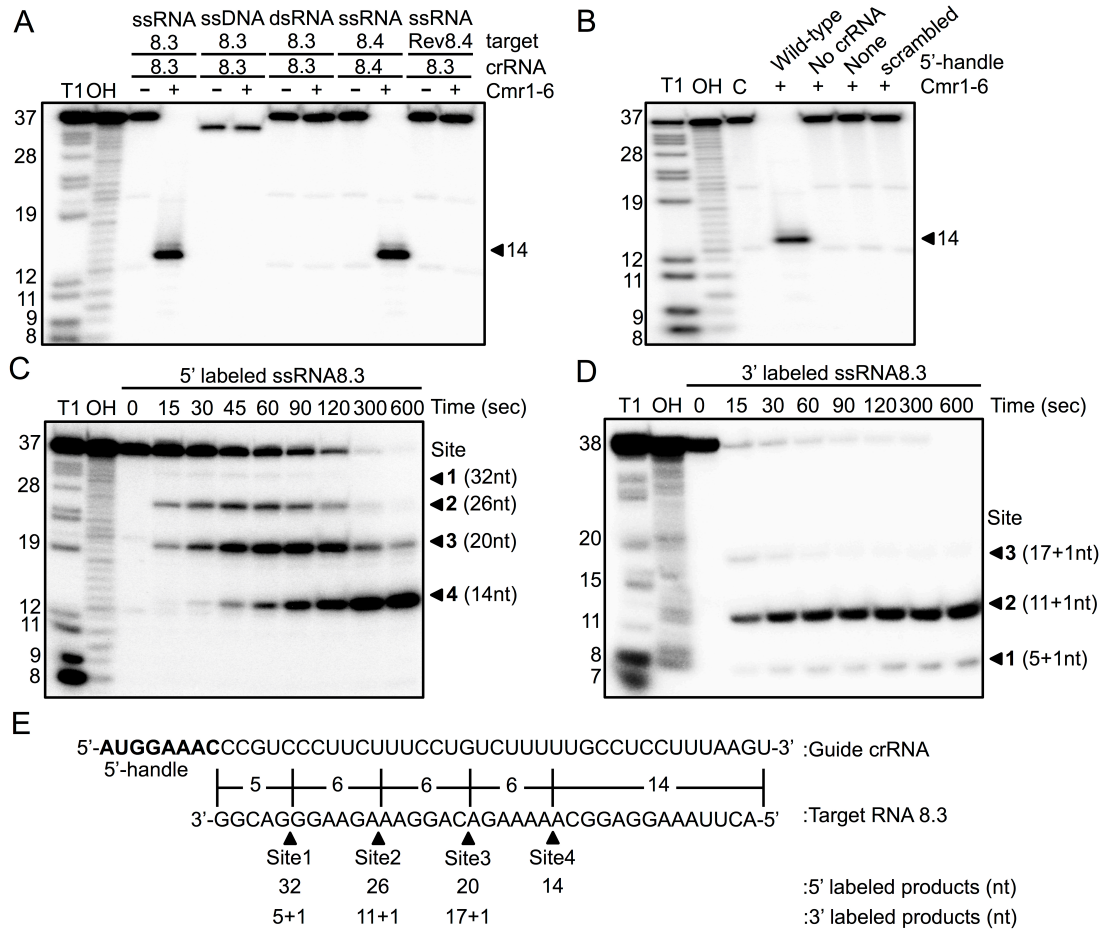 A
ssRNA ssDNA dsRNA ssRNA ssRNA
8.3 8.3 8.3 8.4 Rev8.4 target
8.3 8.3 8.3 8.4 8.3 crRNA
T1 OH - + - + - + - + - + Cmr1-6
37
28
19
12
11
9
8
◄14
B
Wild-type No crRNA None scrambled 5'-handle
T1 OH C + + + + Cmr1-6
37
28
19
12
11
9
8
◄14
C
5' labeled ssRNA8.3
T1 OH 0 15 30 45 60 90 120 300 600 Time (sec)
37
28
19
12
11
9
8
Site
◄1 (32nt)
◄2 (26nt)
◄3 (20nt)
◄4 (14nt)
D
3' labeled ssRNA8.3
T1 OH 0 15 30 60 90 120 300 600 Time (sec)
38
20
15
11
8
7
Site
◄3 (17+1nt)
◄2 (11+1nt)
◄1 (5+1nt)
E
5'-AUGGAAACCCCGUCCCUUCUUUCCUGUCUUUUUGCCUCCUUUAAGU-3' :Guide crRNA
5'-handle
5 6 6 6 14
3'-GGCAGGGAAGAAAGGACAGAAAAACGGAGGAAAUUCA-5' :Target RNA 8.3
Site1 Site2 Site3 Site4
32 26 20 14 :5' labeled products (nt)
5+1 11+1 17+1 :3' labeled products (nt)